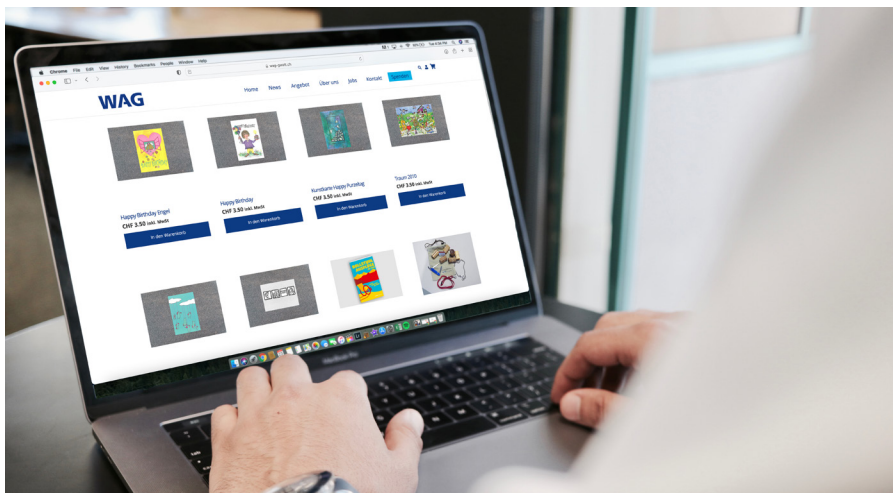 Chrome File Edit View History Bookmarks People Window Help
WAG
Home News Angebot Über uns Jobs Kontakt Spenden
Happy Birthday Engel
CHF 3.50 inkl. MwSt
In den Warenkorb
Happy Birthday
CHF 3.50 inkl. MwSt
In den Warenkorb
Kunstkarte Happy Purzeltag
CHF 3.50 inkl. MwSt
In den Warenkorb
Traum 2010
CHF 3.50 inkl. MwSt
In den Warenkorb
MacBook Pro